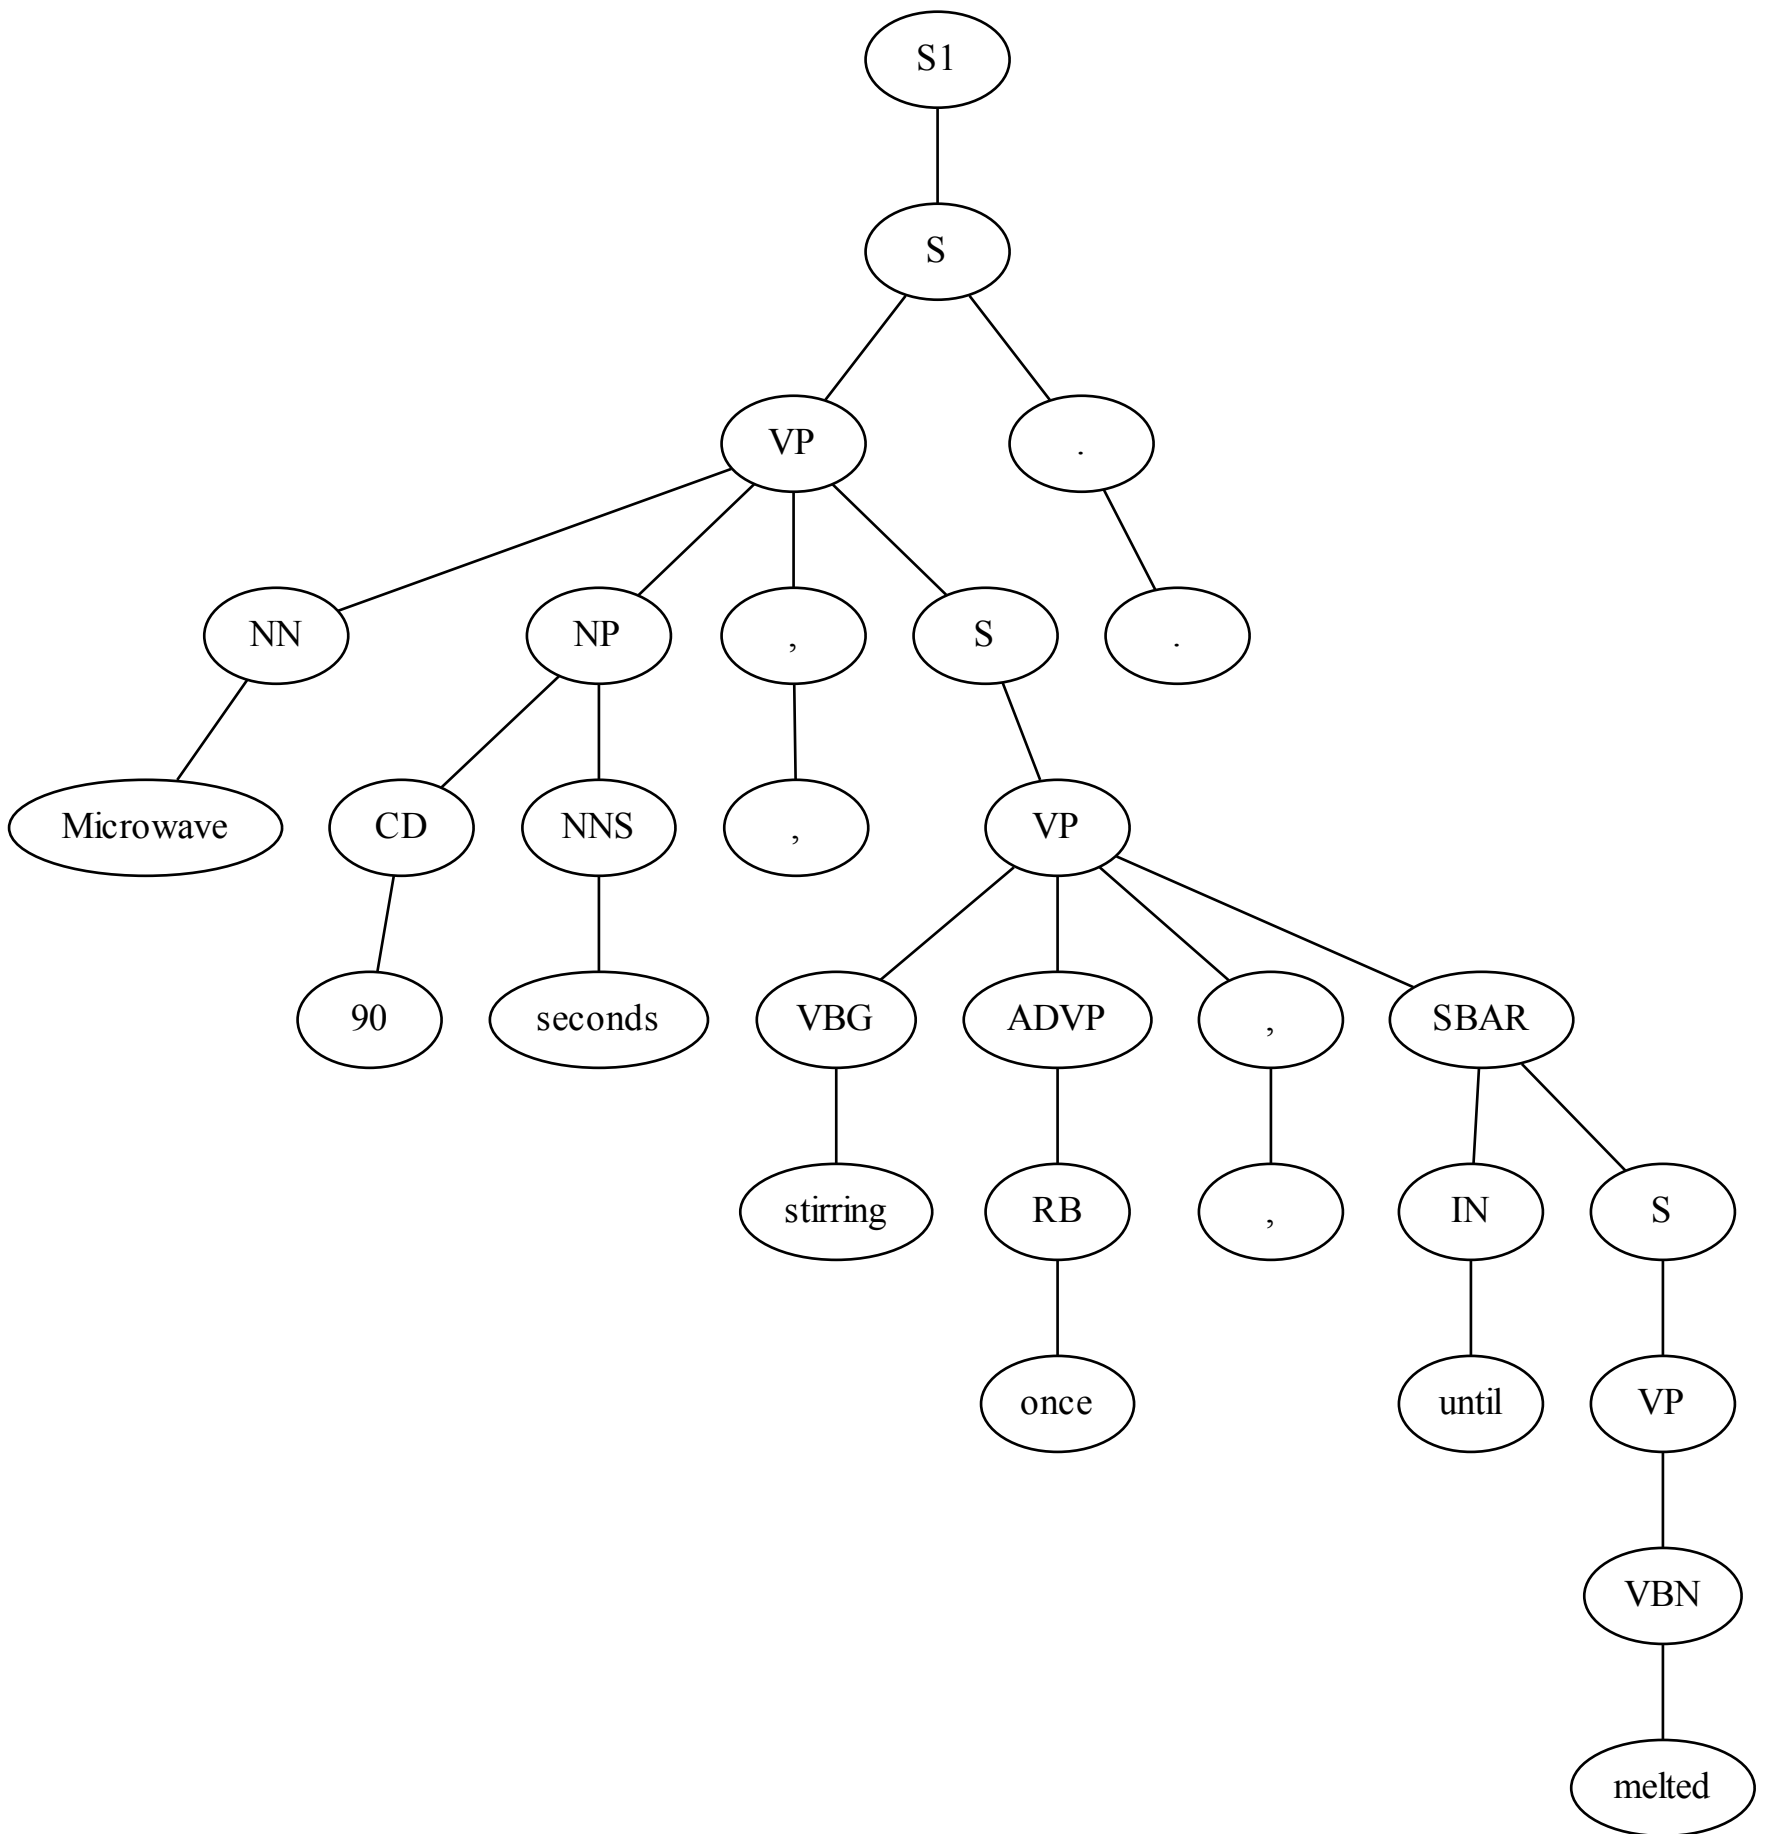 S1
S
VP .
NN NP , S .
Microwave CD NNS , VP
90 seconds VBG ADVP , SBAR
stirring RB , IN S
once until VP
VBN
melted